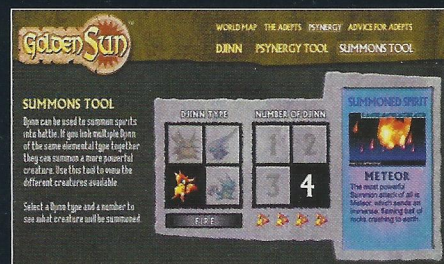 Golden Sun
WORLD MAP THE ADEPTS PSYNERGY ADVICE FOR ADEPTS
DJINN PSYNERGY TOOL SUMMONS TOOL
SUMMONS TOOL
Djinn can be used to summon spirits
into battle. If you link multiple Djinn
of the same elemental type together
they can summon a more powerful
creature. Use this tool to view the
different creatures available
Select a Djinn type and a number to
see what creature will be summoned
DJINN TYPE
FIRE
NUMBER OF DJINN
1 2
3 4
SUMMONED SPIRIT
METEOR
The most powerful
Summon attack of all is
Meteor, which sends an
immense, flaming ball of
rocks crashing to earth.